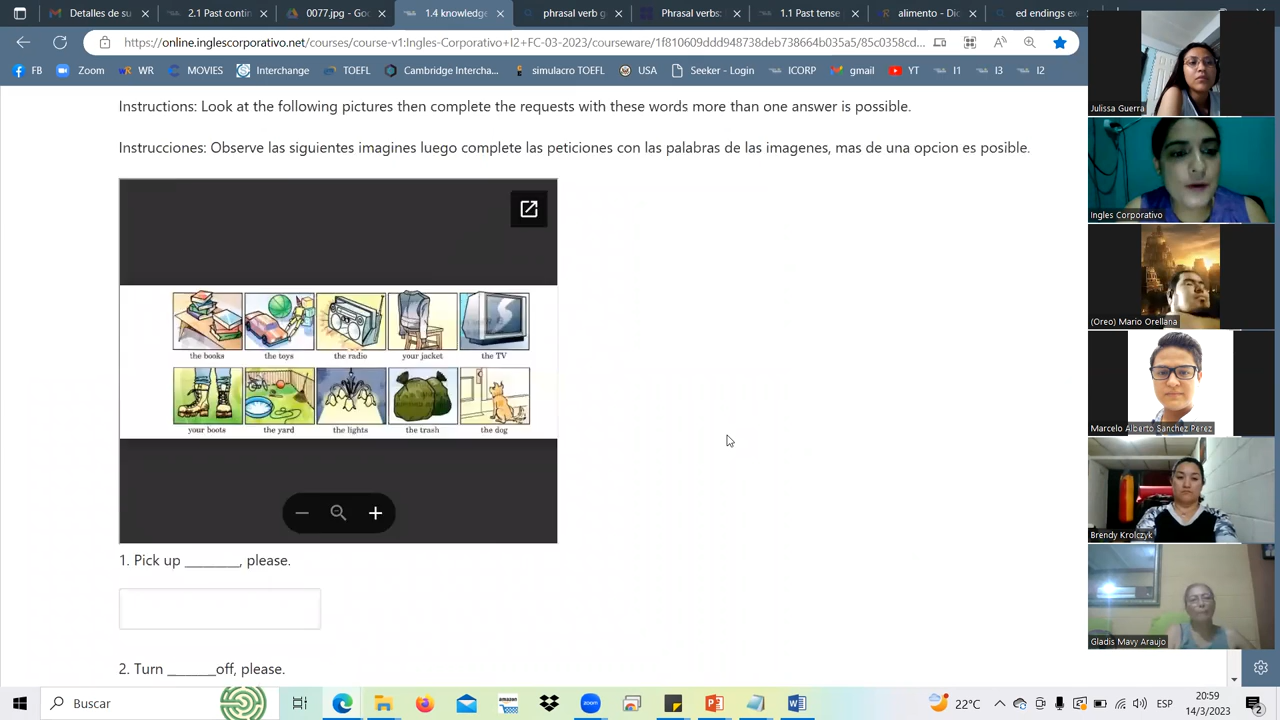 Detalles de su e
2.1 Past contin
0077.jpg - Goo
1.4 knowledge
phrasal verb g
Phrasal verbs:
1.1 Past tense
alimento - Dic
ed endings ex
https://online.inglescorporativo.net/courses/course-v1:Ingles-Corporativo+I2+FC-03-2023/courseware/1f810609ddd948738deb738664b035a5/85c0358cd...
FB
Zoom
WR
MOVIES
Interchange
TOEFL
Cambridge Intercha...
simulacro TOEFL
USA
Seeker - Login
ICORP
gmail
YT
I1
I3
I2
Instructions: Look at the following pictures then complete the requests with these words more than one answer is possible.
Instrucciones: Observe las siguientes imagines luego complete las peticiones con las palabras de las imagenes, mas de una opcion es posible.
the books
the toys
the radio
your jacket
the TV
your boots
the yard
the lights
the trash
the dog
1. Pick up ________, please.
2. Turn _______off, please.
Julissa Guerra
Ingles Corporativo
(Oreo) Mario Orellana
Marcelo Alberto Sánchez Pérez
Brendy Krolczyk
Gladis Mavy Araujo
Buscar
22°C
ESP
20:59
14/3/2023
2